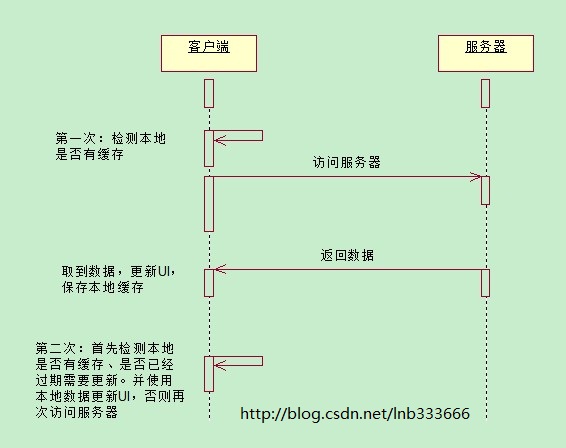 客户端
服务器
第一次：检测本地
是否有缓存
访问服务器
返回数据
取到数据，更新UI，
保存本地缓存
第二次：首先检测本地
是否有缓存、是否已经
过期需要更新。并使用
本地数据更新UI，否则再
次访问服务器
http://blog.csdn.net/lnb333666